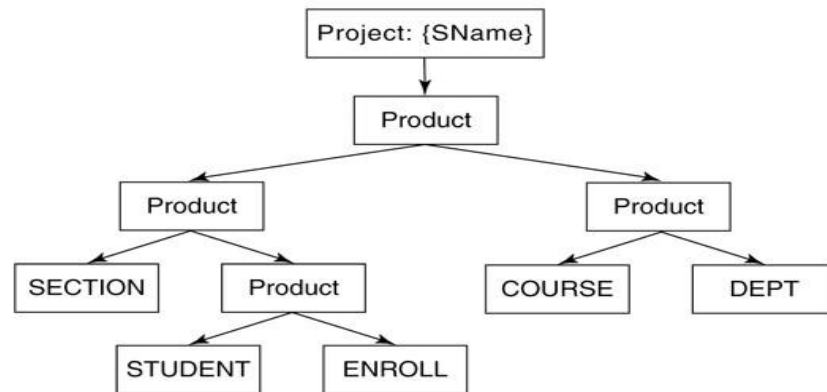 Project: {SName}
Product
Product
Product
SECTION
Product
COURSE
DEPT
STUDENT
ENROLL